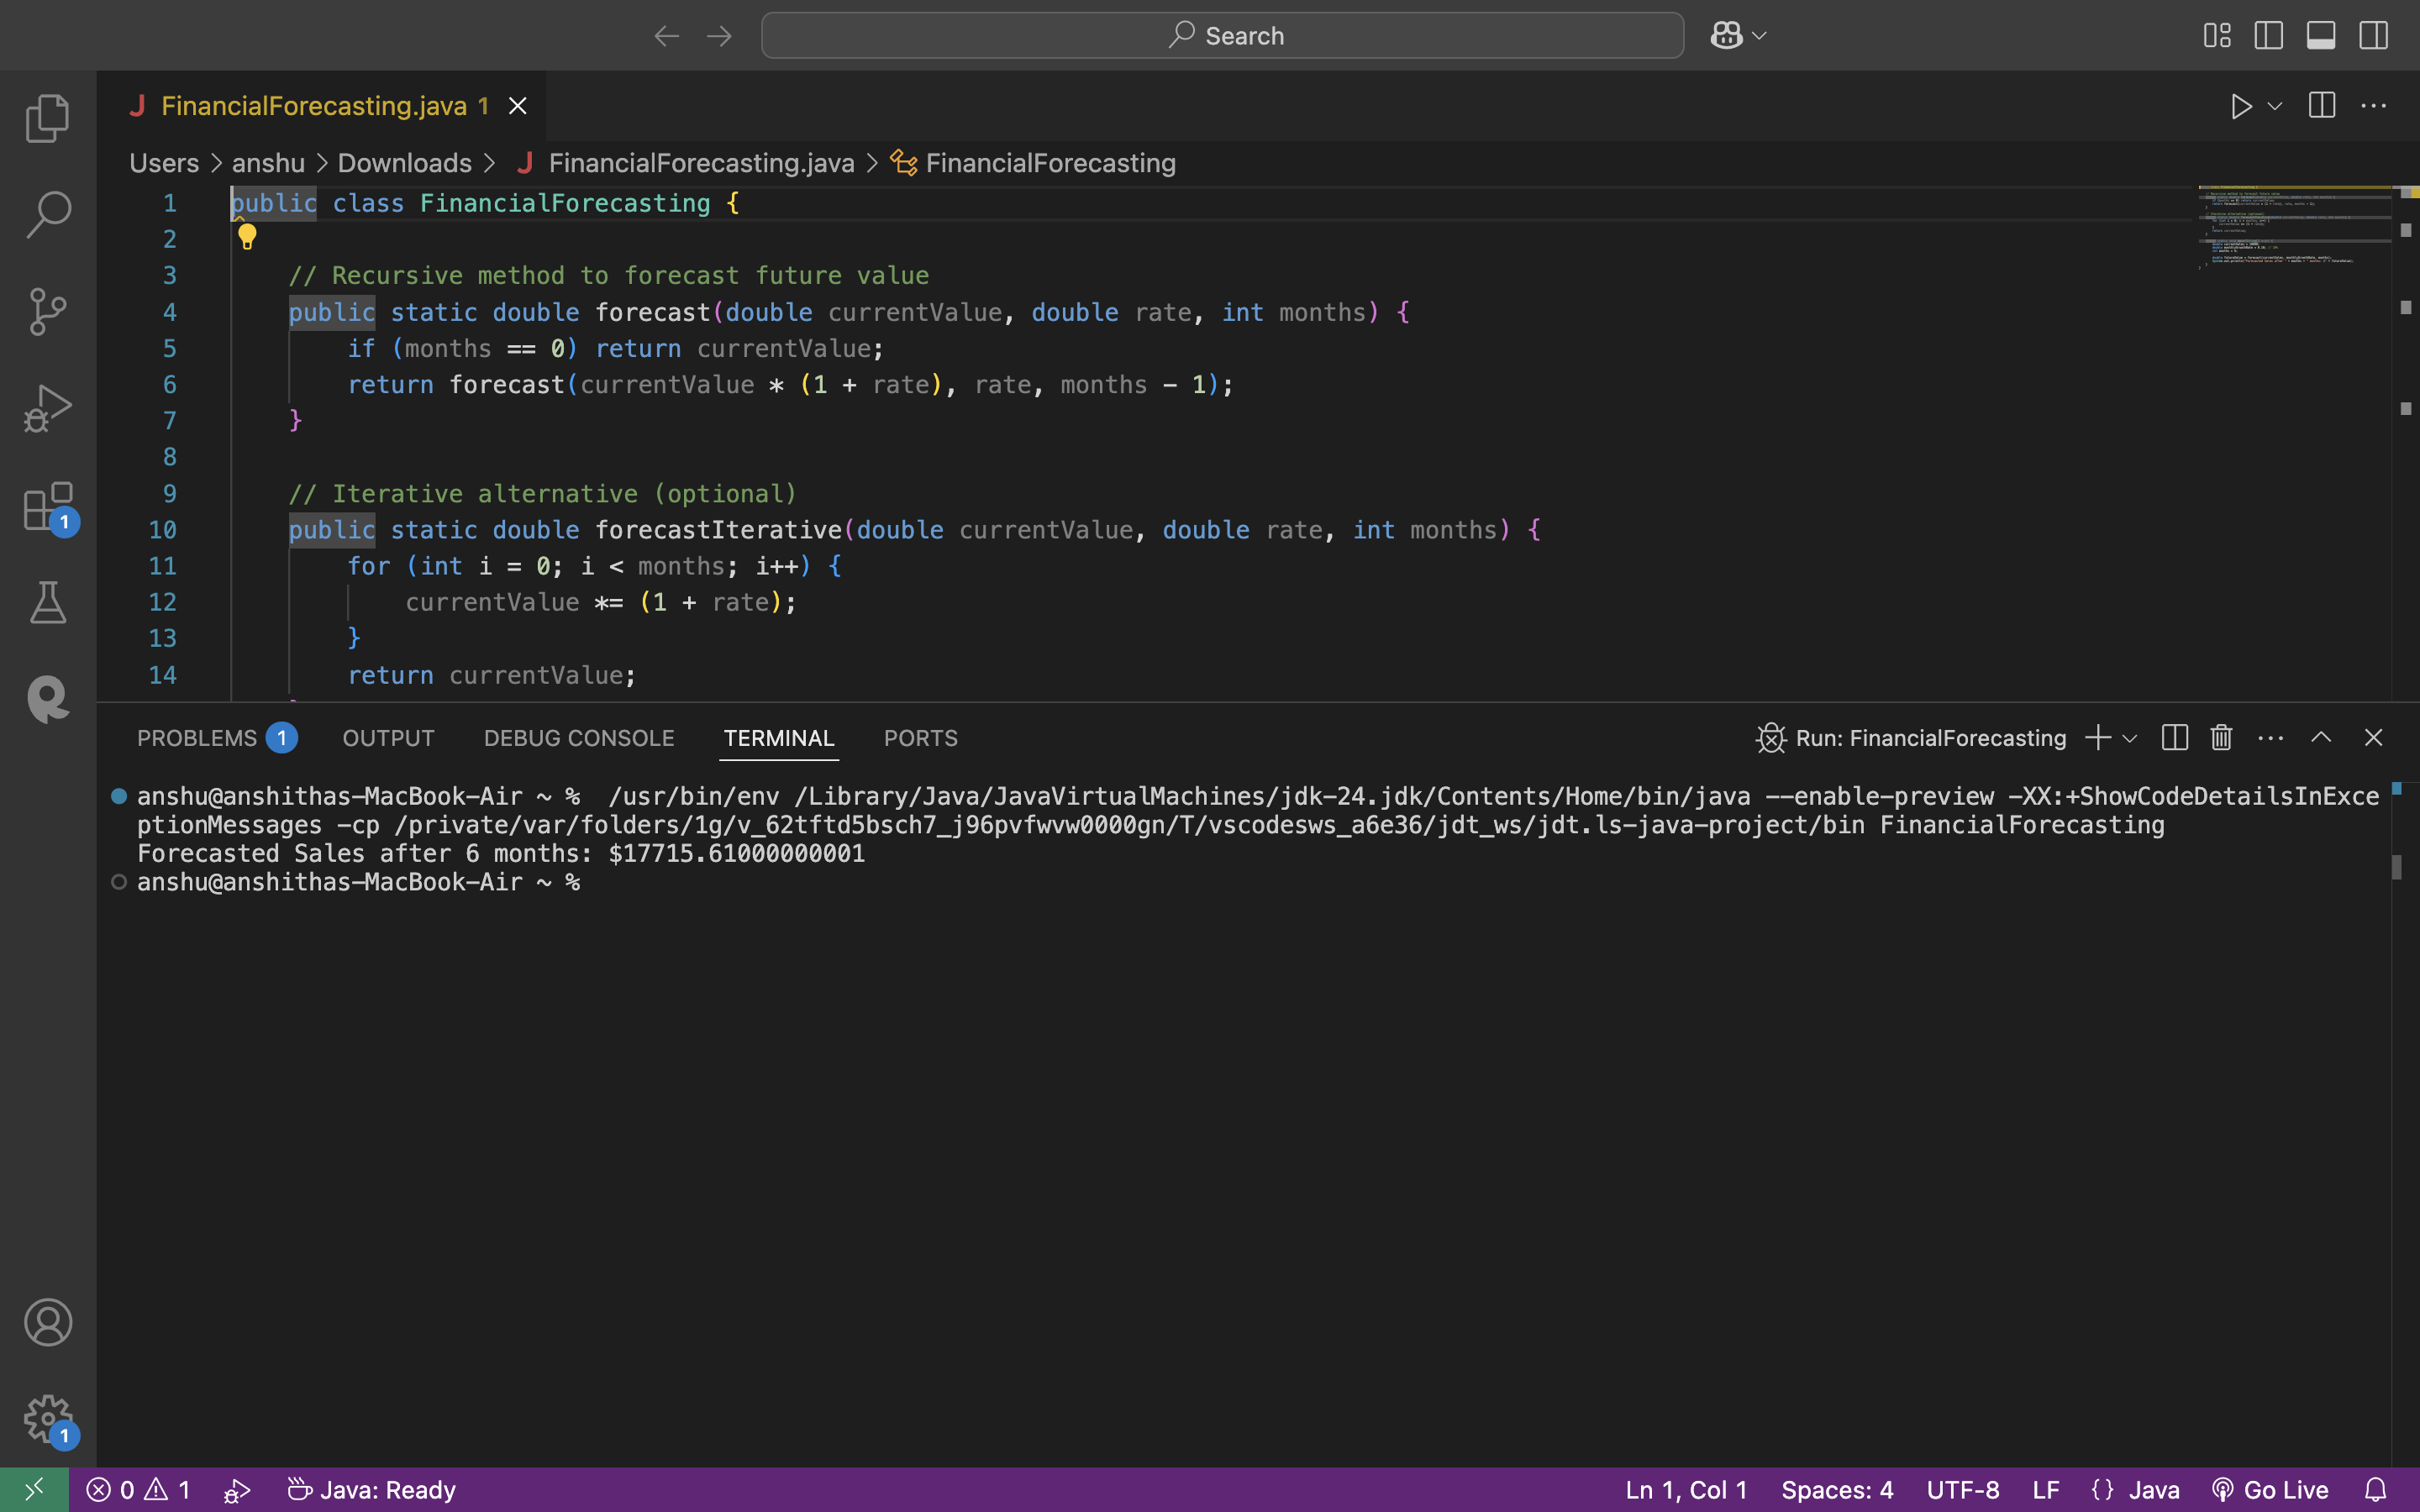 Search
FinancialForecasting.java 1
Users > anshu > Downloads > J FinancialForecasting.java > FinancialForecasting
1 public class FinancialForecasting {
2
3 // Recursive method to forecast future value
4 public static double forecast(double currentValue, double rate, int months) {
5 if (months == 0) return currentValue;
6 return forecast(currentValue * (1 + rate), rate, months - 1);
7 }
8
9 // Iterative alternative (optional)
10 public static double forecastIterative(double currentValue, double rate, int months) {
11 for (int i = 0; i < months; i++) {
12 currentValue *= (1 + rate);
13 }
14 return currentValue;
PROBLEMS 1 OUTPUT DEBUG CONSOLE TERMINAL PORTS Run: FinancialForecasting
anshu@anshithas-MacBook-Air ~ % /usr/bin/env /Library/Java/JavaVirtualMachines/jdk-24.jdk/Contents/Home/bin/java --enable-preview -XX:+ShowCodeDetailsInExce
ptionMessages -cp /private/var/folders/1g/v_62tftd5bsch7_j96pvfwvw0000gn/T/vscodesws_a6e36/jdt_ws/jdt.ls-java-project/bin FinancialForecasting
Forecasted Sales after 6 months: $17715.61000000001
anshu@anshithas-MacBook-Air ~ %
1
1
0 1 Java: Ready Ln 1, Col 1 Spaces: 4 UTF-8 LF {} Java Go Live